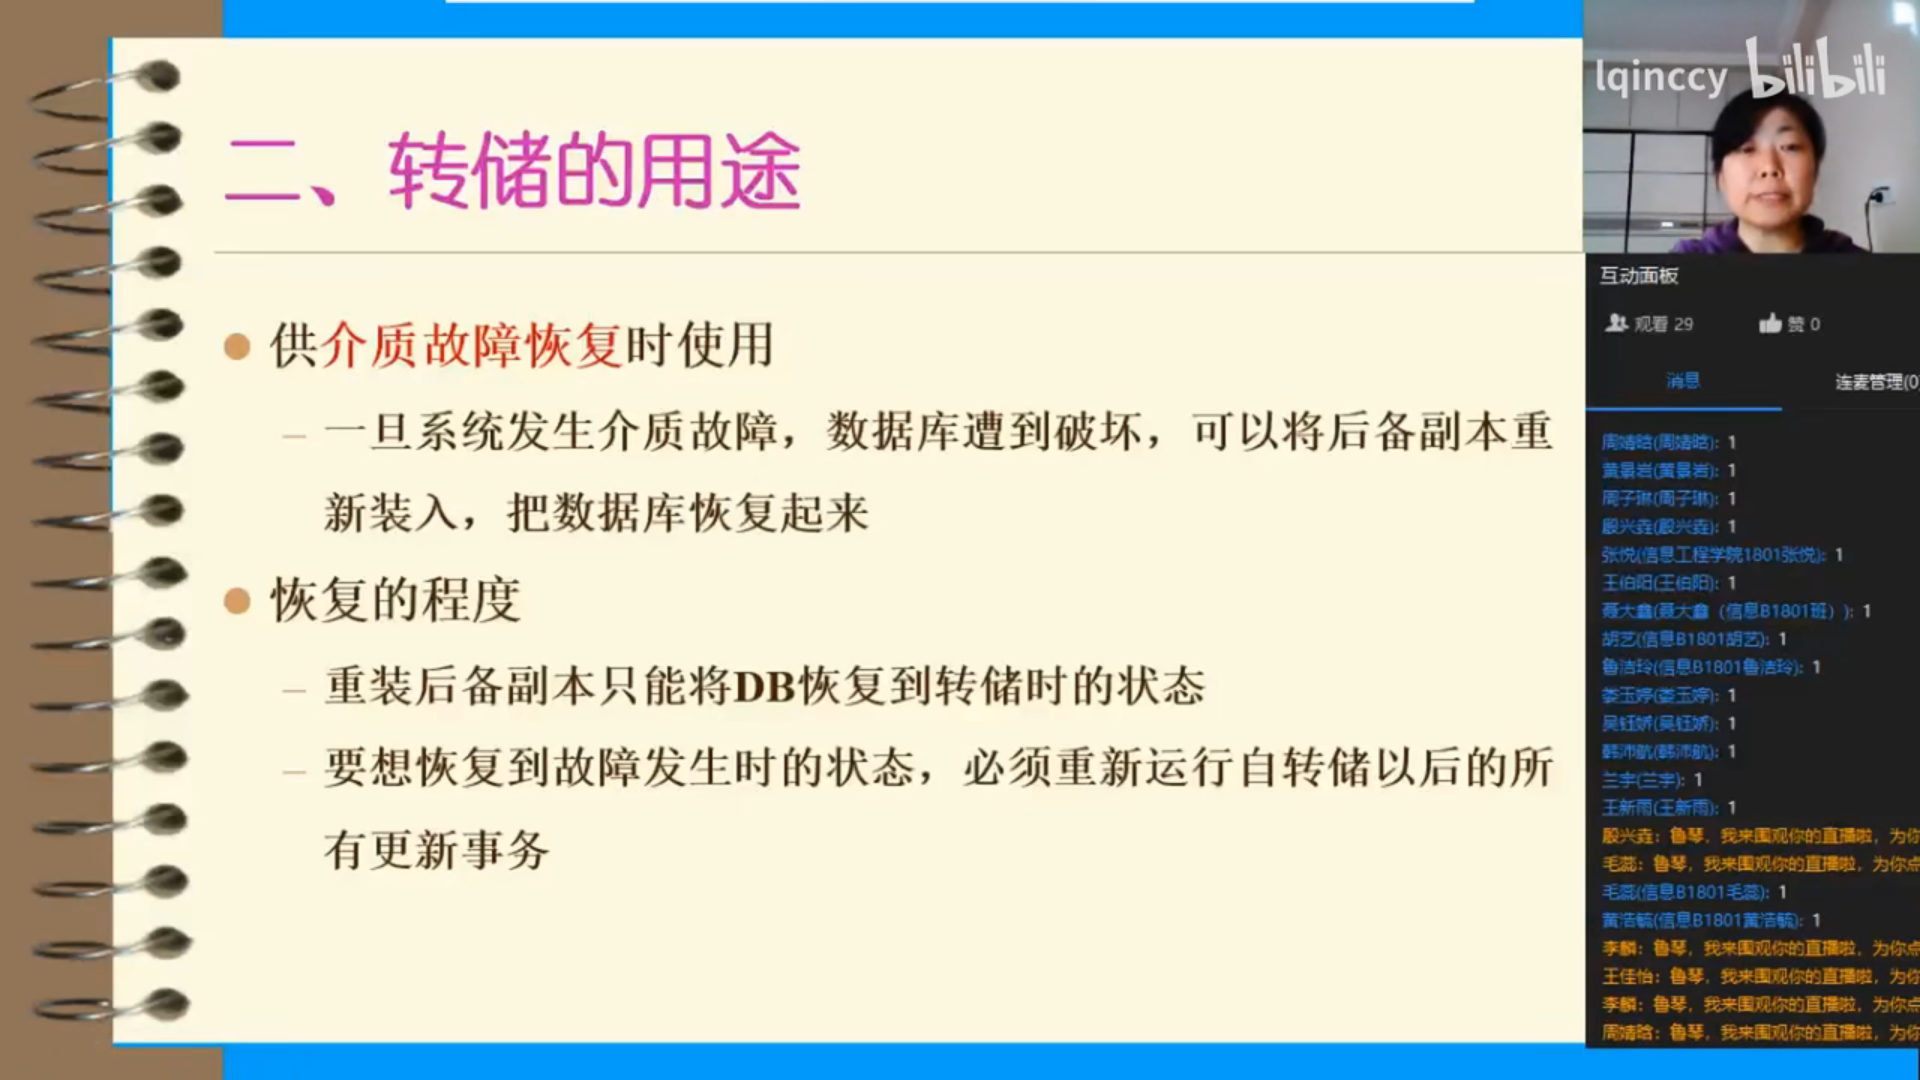 二、转储的用途
供介质故障恢复时使用
– 一旦系统发生介质故障，数据库遭到破坏，可以将后备副本重
新装入，把数据库恢复起来
恢复的程度
– 重装后备副本只能将DB恢复到转储时的状态
– 要想恢复到故障发生时的状态，必须重新运行自转储以后的所
有更新事务
lqinccy bilibili
互动面板
观看 29 赞 0
消息 连麦管理(0
周婧晗(周婧晗): 1
黄景岩(黄景岩): 1
周子琳(周子琳): 1
殷兴垚(殷兴垚): 1
张悦(信息工程学院1801张悦): 1
王伯阳(王伯阳): 1
聂大鑫(聂大鑫（信息B1801班）): 1
胡艺(信息B1801胡艺): 1
鲁洁玲(信息B1801鲁洁玲): 1
娄玉婷(娄玉婷): 1
吴钰娇(吴钰娇): 1
韩沛航(韩沛航): 1
兰宇(兰宇): 1
王新雨(王新雨): 1
殷兴垚: 鲁琴，我来围观你的直播啦，为你
毛蕊: 鲁琴，我来围观你的直播啦，为你点
毛蕊(信息B1801毛蕊): 1
黄浩毓(信息B1801黄浩毓): 1
李麟: 鲁琴，我来围观你的直播啦，为你点
王佳怡: 鲁琴，我来围观你的直播啦，为你
李麟: 鲁琴，我来围观你的直播啦，为你点
周婧晗: 鲁琴，我来围观你的直播啦，为你